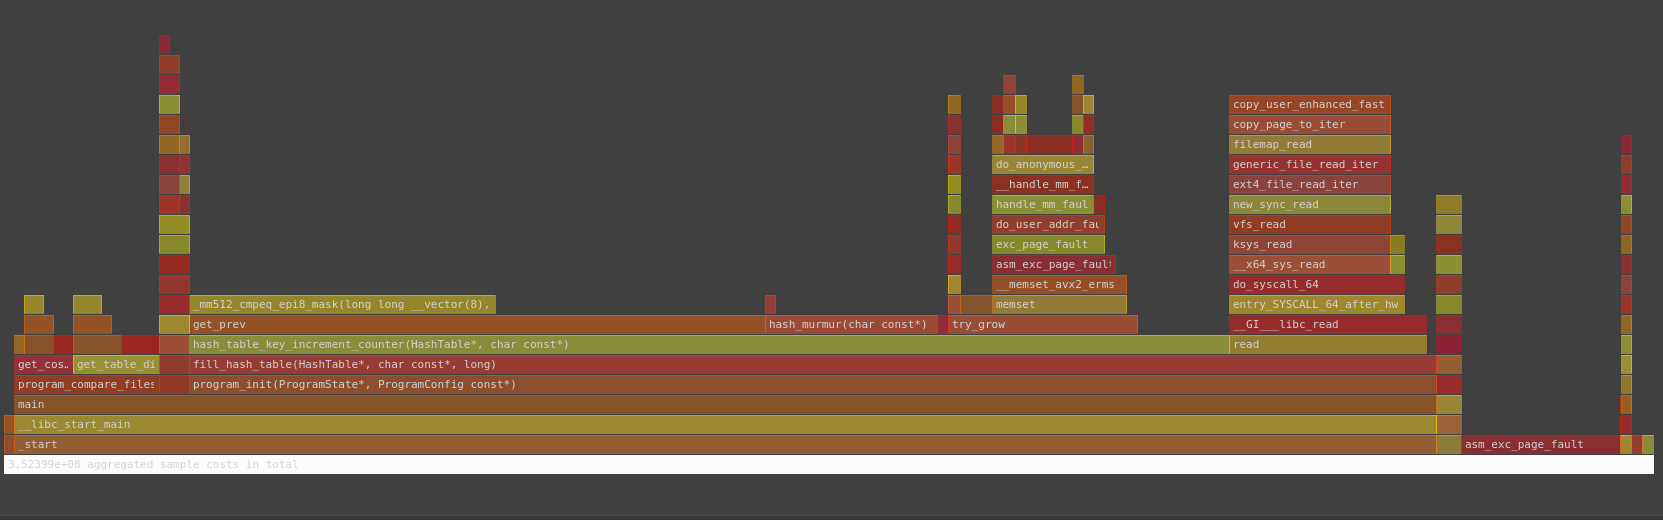 copy_user_enhanced_fast
copy_page_to_iter
filemap_read
do_anonymous_… generic_file_read_iter
__handle_mm_f… ext4_file_read_iter
handle_mm_faul new_sync_read
do_user_addr_fau vfs_read
exc_page_fault ksys_read
asm_exc_page_fault __x64_sys_read
__memset_avx2_erms do_syscall_64
_mm512_cmpeq_epi8_mask(long long __vector(8), memset entry_SYSCALL_64_after_hw
get_prev hash_murmur(char const*) try_grow __GI___libc_read
hash_table_key_increment_counter(HashTable*, char const*) read
get_cos… get_table_di fill_hash_table(HashTable*, char const*, long)
program_compare_files program_init(ProgramState*, ProgramConfig const*)
main
__libc_start_main
_start asm_exc_page_fault
3,52399e+08 aggregated sample costs in total